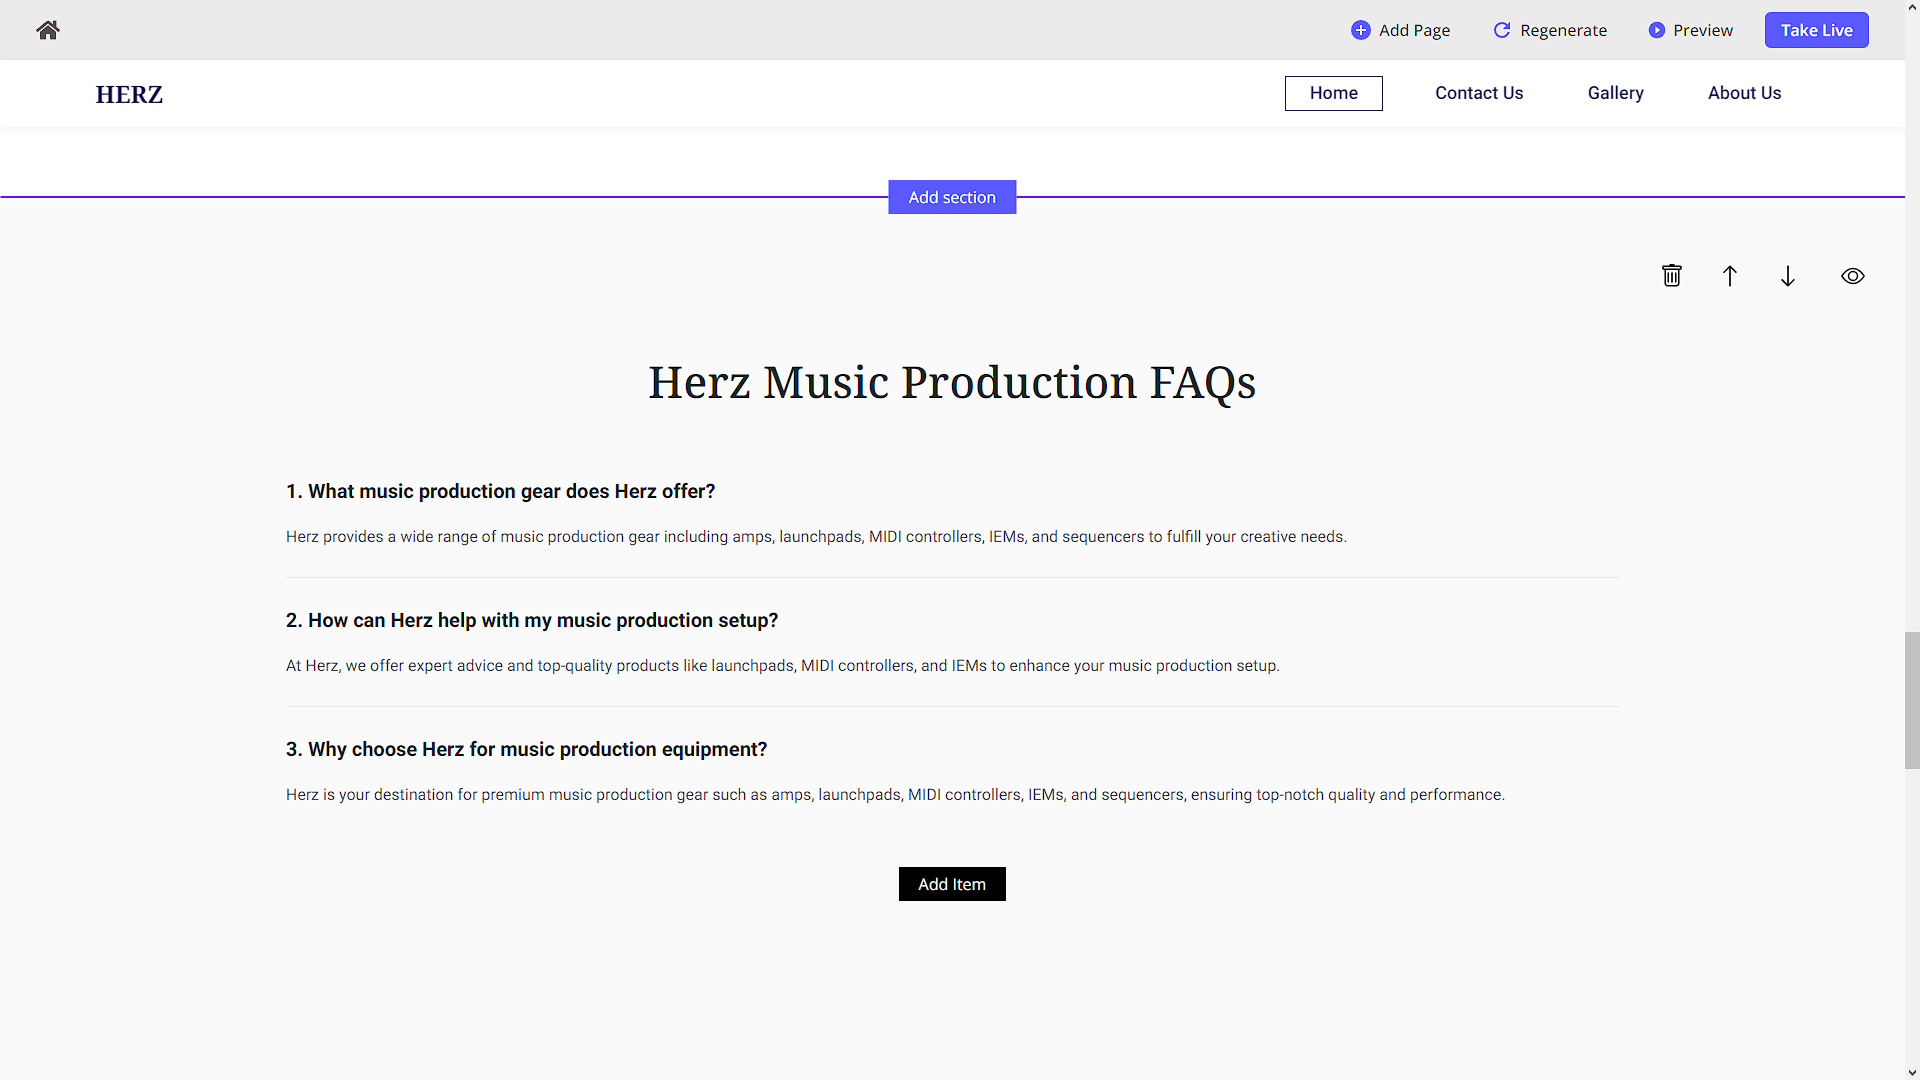 Add Page
Regenerate
Preview
Take Live
HERZ
Home
Contact Us
Gallery
About Us
Add section
Herz Music Production FAQs
1. What music production gear does Herz offer?
Herz provides a wide range of music production gear including amps, launchpads, MIDI controllers, IEMs, and sequencers to fulfill your creative needs.
2. How can Herz help with my music production setup?
At Herz, we offer expert advice and top-quality products like launchpads, MIDI controllers, and IEMs to enhance your music production setup.
3. Why choose Herz for music production equipment?
Herz is your destination for premium music production gear such as amps, launchpads, MIDI controllers, IEMs, and sequencers, ensuring top-notch quality and performance.
Add Item